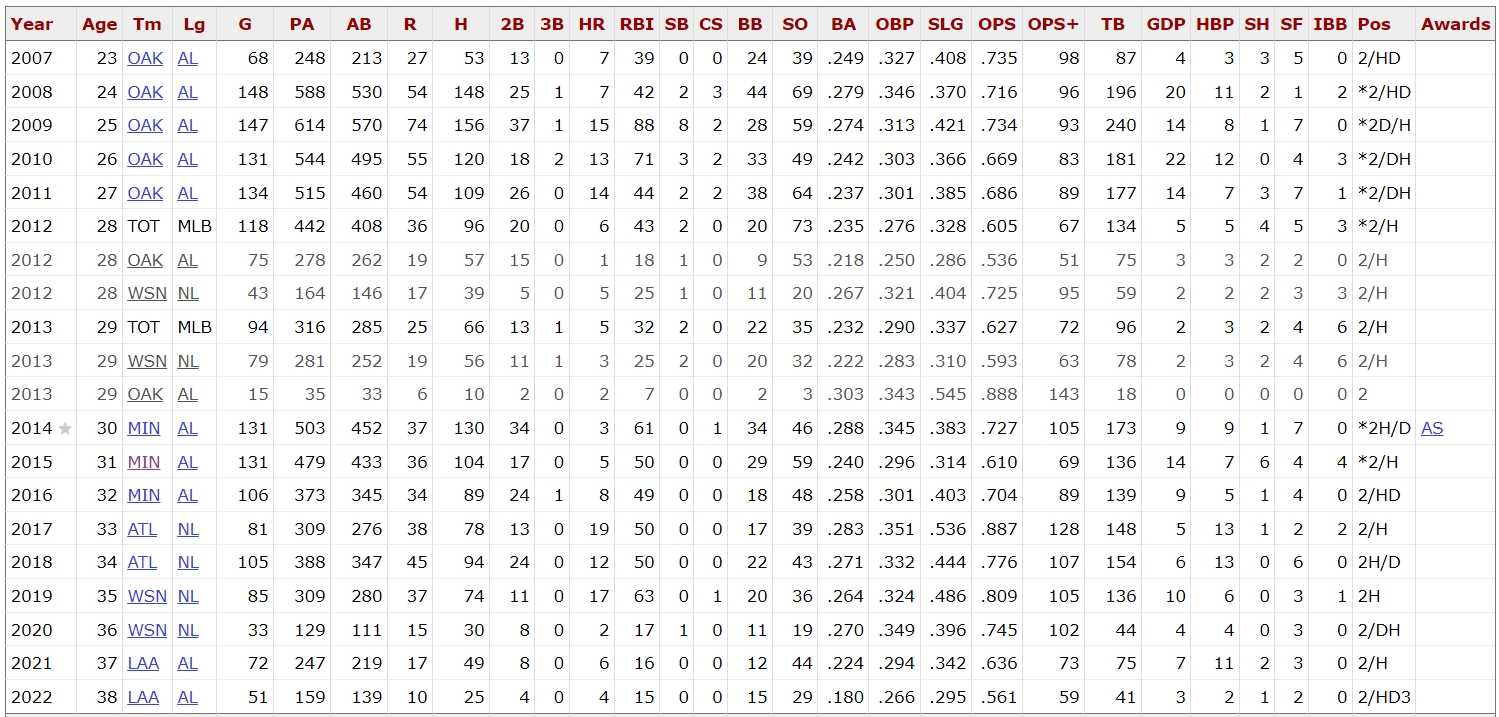 Year Age Tm Lg G PA AB R H 2B 3B HR RBI SB CS BB SO BA OBP SLG OPS OPS+ TB GDP HBP SH SF IBB Pos Awards
2007 23 OAK AL 68 248 213 27 53 13 0 7 39 0 0 24 39 .249 .327 .408 .735 98 87 4 3 3 5 0 2/HD
2008 24 OAK AL 148 588 530 54 148 25 1 7 42 2 3 44 69 .279 .346 .370 .716 96 196 20 11 2 1 2 *2/HD
2009 25 OAK AL 147 614 570 74 156 37 1 15 88 8 2 28 59 .274 .313 .421 .734 93 240 14 8 1 7 0 *2D/H
2010 26 OAK AL 131 544 495 55 120 18 2 13 71 3 2 33 49 .242 .303 .366 .669 83 181 22 12 0 4 3 *2/DH
2011 27 OAK AL 134 515 460 54 109 26 0 14 44 2 2 38 64 .237 .301 .385 .686 89 177 14 7 3 7 1 *2/DH
2012 28 TOT MLB 118 442 408 36 96 20 0 6 43 2 0 20 73 .235 .276 .328 .605 67 134 5 5 4 5 3 *2/H
2012 28 OAK AL 75 278 262 19 57 15 0 1 18 1 0 9 53 .218 .250 .286 .536 51 75 3 3 2 2 0 2/H
2012 28 WSN NL 43 164 146 17 39 5 0 5 25 1 0 11 20 .267 .321 .404 .725 95 59 2 2 2 3 3 2/H
2013 29 TOT MLB 94 316 285 25 66 13 1 5 32 2 0 22 35 .232 .290 .337 .627 72 96 2 3 2 4 6 2/H
2013 29 WSN NL 79 281 252 19 56 11 1 3 25 2 0 20 32 .222 .283 .310 .593 63 78 2 3 2 4 6 2/H
2013 29 OAK AL 15 35 33 6 10 2 0 2 7 0 0 2 3 .303 .343 .545 .888 143 18 0 0 0 0 0 2
2014 ★ 30 MIN AL 131 503 452 37 130 34 0 3 61 0 1 34 46 .288 .345 .383 .727 105 173 9 9 1 7 0 *2H/D AS
2015 31 MIN AL 131 479 433 36 104 17 0 5 50 0 0 29 59 .240 .296 .314 .610 69 136 14 7 6 4 4 *2/H
2016 32 MIN AL 106 373 345 34 89 24 1 8 49 0 0 18 48 .258 .301 .403 .704 89 139 9 5 1 4 0 2/HD
2017 33 ATL NL 81 309 276 38 78 13 0 19 50 0 0 17 39 .283 .351 .536 .887 128 148 5 13 1 2 2 2/H
2018 34 ATL NL 105 388 347 45 94 24 0 12 50 0 0 22 43 .271 .332 .444 .776 107 154 6 13 0 6 0 2H/D
2019 35 WSN NL 85 309 280 37 74 11 0 17 63 0 1 20 36 .264 .324 .486 .809 105 136 10 6 0 3 1 2H
2020 36 WSN NL 33 129 111 15 30 8 0 2 17 1 0 11 19 .270 .349 .396 .745 102 44 4 4 0 3 0 2/DH
2021 37 LAA AL 72 247 219 17 49 8 0 6 16 0 0 12 44 .224 .294 .342 .636 73 75 7 11 2 3 0 2/H
2022 38 LAA AL 51 159 139 10 25 4 0 4 15 0 0 15 29 .180 .266 .295 .561 59 41 3 2 1 2 0 2/HD3